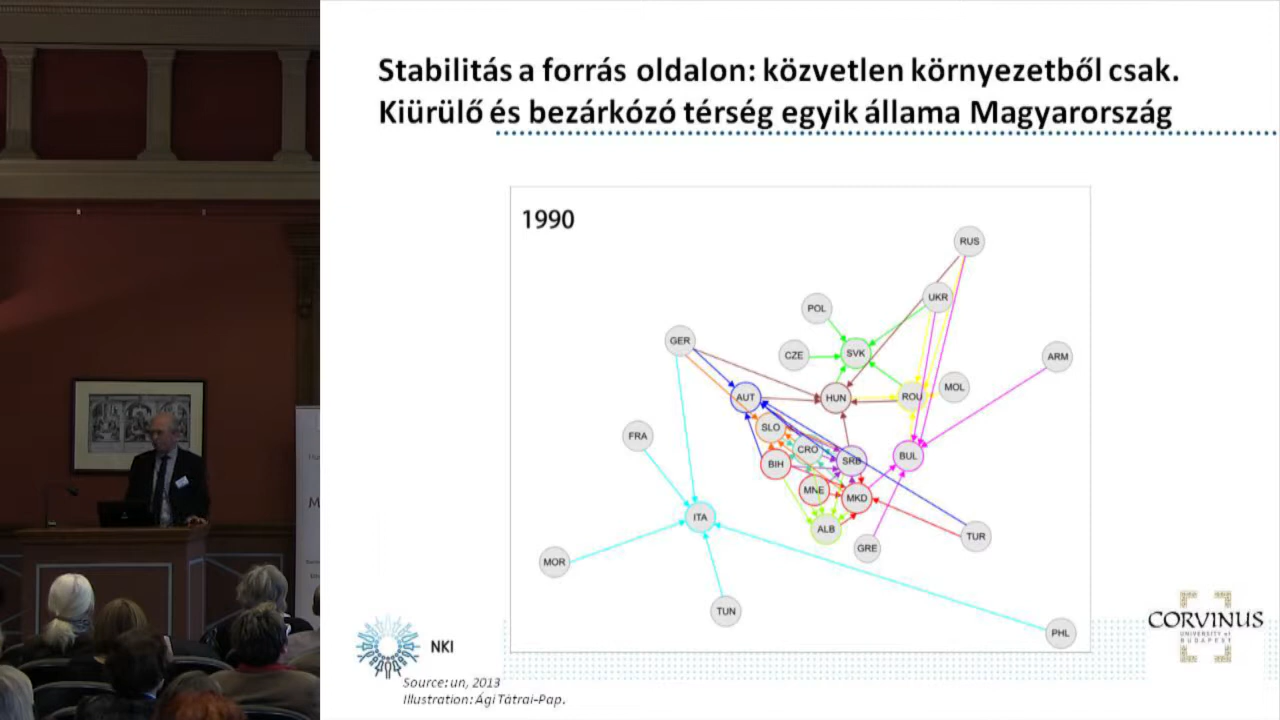 Stabilitás a forrás oldalon: közvetlen környezetből csak.
Kiürülő és bezárkózó térség egyik állama Magyarország
1990
RUS
UKR
POL
GER
CZE
SVK
ARM
MOL
AUT
HUN
ROU
SLO
FRA
CRO
BIH
SRB
BUL
MNE
MKD
ITA
ALB
TUR
GRE
MOR
TUN
PHL
CORVINUS
UNIVERSITY of
BUDAPEST
NKI
Source: un, 2013
Illustration: Ági Tátrai-Pap.
M